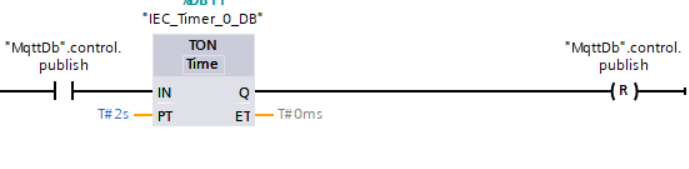 "IEC_Timer_0_DB"
"MqttDb".control.
publish
TON
Time
IN
Q
T#2s
PT
ET
T#0ms
"MqttDb".control.
publish
R